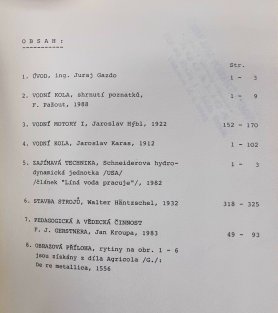 OBSAH:
Str.
1. ÚVOD, ing. Juraj Gazdo 1 - 3
2. VODNÍ KOLA, shrnutí poznatků, 1 - 9
F. Pažout, 1988
3. VODNÍ MOTORY I, Jaroslav Hýbl, 1922 152 - 170
4. VODNÍ KOLA, Jaroslav Karas, 1912 1 - 102
5. ZAJÍMAVÁ TECHNIKA, Schneiderova hydro- 1 - 3
dynamická jednotka /USA/
/článek "Líná voda pracuje"/, 1982
6. STAVBA STROJŮ, Walter Häntzschel, 1932 318 - 325
7. PEDAGOGICKÁ A VĚDECKÁ ČINNOST
F. J. GERSTNERA, Jan Kroupa, 1983 49 - 93
8. OBRAZOVÁ PŘÍLOHA, rytiny na obr. 1 - 6
jsou získány z díla Agricola /G./:
De re metallica, 1556